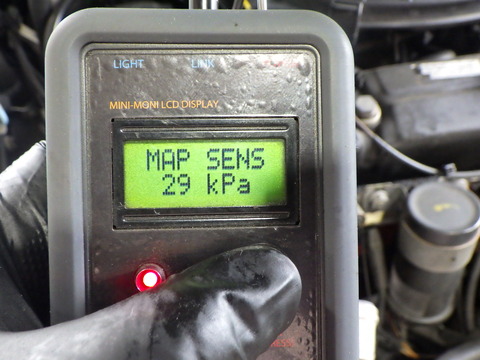 LIGHT LINK
MINI-MONI LCD DISPLAY
MAP SENS
29 kPa